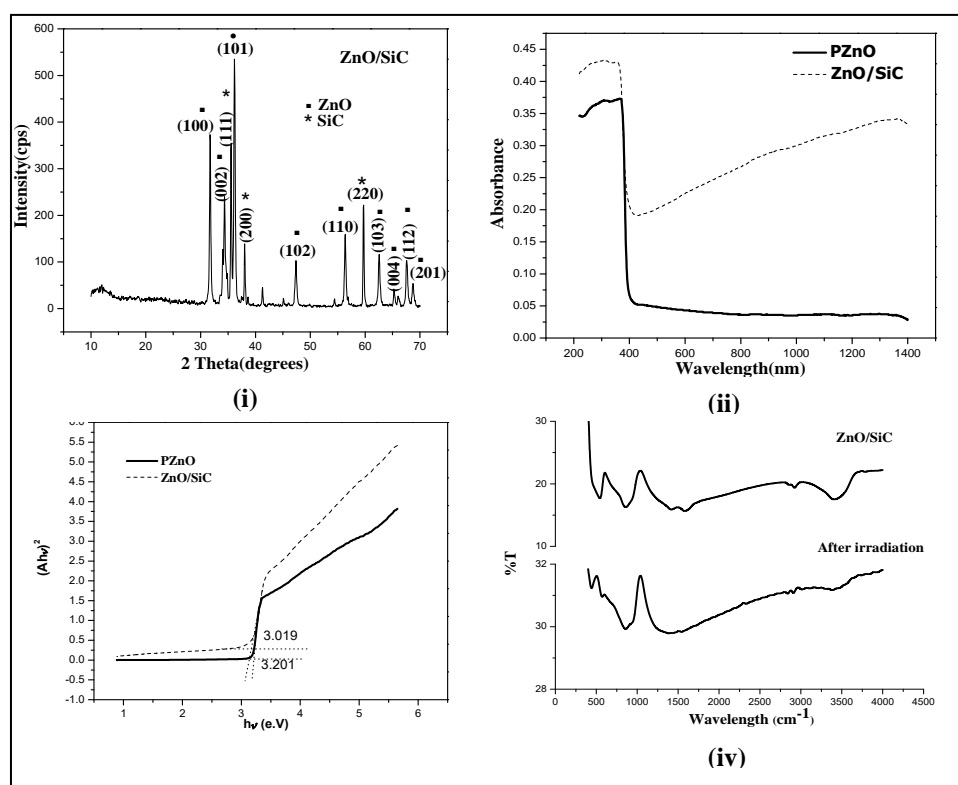 600
500
400
300
200
100
0
Intensity(cps)
10 20 30 40 50 60 70
2 Theta(degrees)
ZnO/SiC
▪ ZnO
* SiC
▪
(100)
▪
(002)
*
(111)
•
(101)
*
(200)
▪
(102)
▪
(110)
*
(220)
▪
(103)
▪
(004)
▪
(112)
▪
(201)
(i)
0.45
0.40
0.35
0.30
0.25
0.20
0.15
0.10
0.05
0.00
Absorbance
PZnO
ZnO/SiC
200 400 600 800 1000 1200 1400
Wavelength(nm)
(ii)
5.5
5.0
4.5
4.0
3.5
3.0
2.5
2.0
1.5
1.0
0.5
0.0
-0.5
-1.0
(Ahν)²
PZnO
ZnO/SiC
3.019
3.201
1 2 3 4 5 6
hν (e.V)
30
20
10
32
30
28
%T
ZnO/SiC
After irradiation
0 500 1000 1500 2000 2500 3000 3500 4000 4500
Wavelength (cm⁻¹)
(iv)